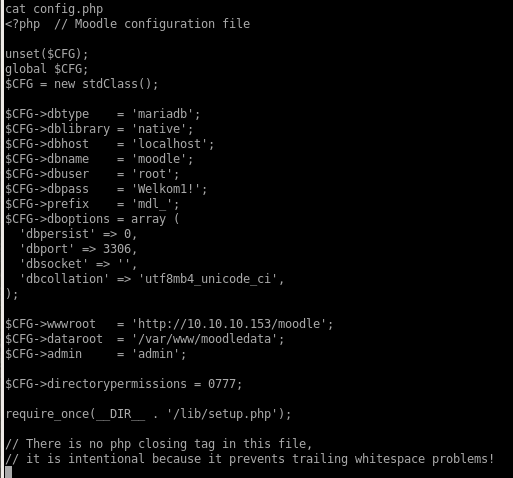 cat config.php
<?php  // Moodle configuration file

unset($CFG);
global $CFG;
$CFG = new stdClass();

$CFG->dbtype    = 'mariadb';
$CFG->dblibrary = 'native';
$CFG->dbhost    = 'localhost';
$CFG->dbname    = 'moodle';
$CFG->dbuser    = 'root';
$CFG->dbpass    = 'Welkom1!';
$CFG->prefix    = 'mdl_';
$CFG->dboptions = array (
  'dbpersist' => 0,
  'dbport' => 3306,
  'dbsocket' => '',
  'dbcollation' => 'utf8mb4_unicode_ci',
);

$CFG->wwwroot   = 'http://10.10.10.153/moodle';
$CFG->dataroot  = '/var/www/moodledata';
$CFG->admin     = 'admin';

$CFG->directorypermissions = 0777;

require_once(__DIR__ . '/lib/setup.php');

// There is no php closing tag in this file,
// it is intentional because it prevents trailing whitespace problems!